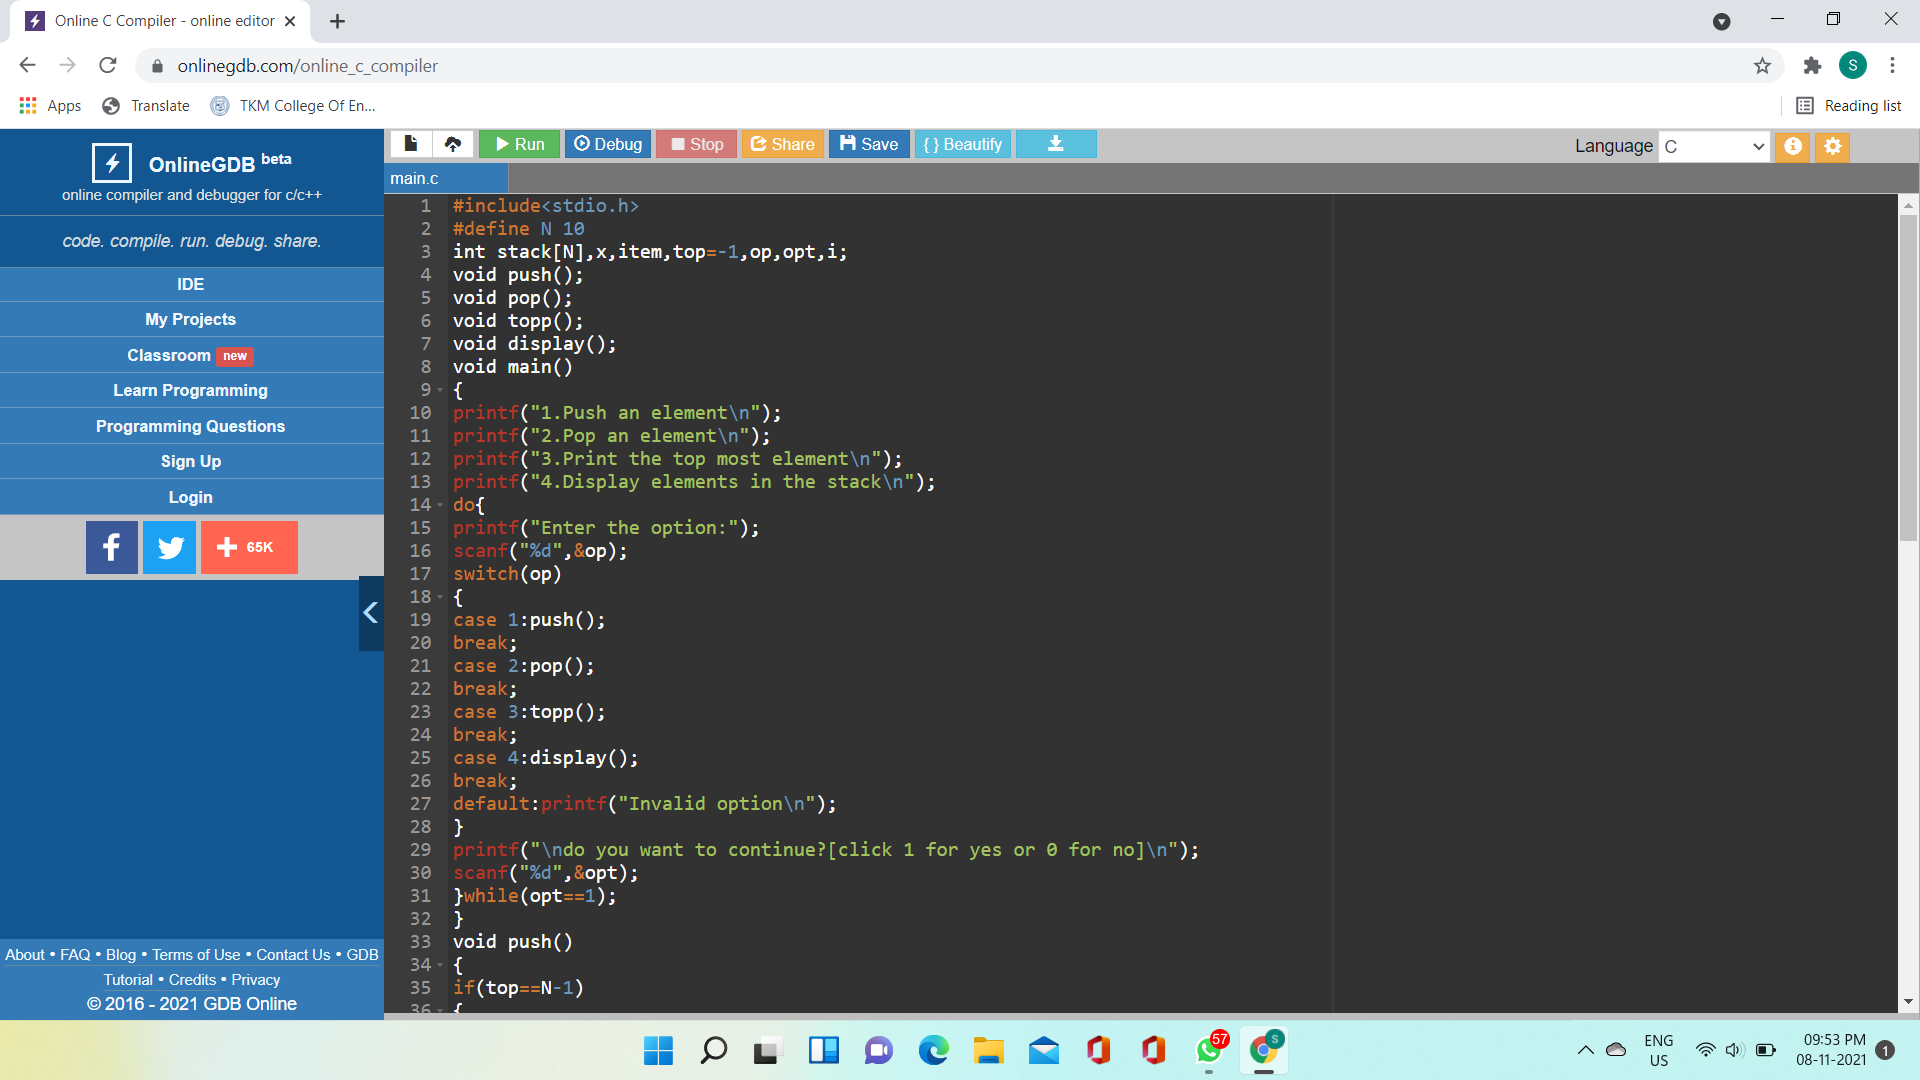 Online C Compiler - online editor
onlinegdb.com/online_c_compiler
S
Apps
Translate
TKM College Of En...
Reading list
OnlineGDB beta
online compiler and debugger for c/c++
code. compile. run. debug. share.
IDE
My Projects
Classroom new
Learn Programming
Programming Questions
Sign Up
Login
f
+ 65K
About • FAQ • Blog • Terms of Use • Contact Us • GDB
Tutorial • Credits • Privacy
© 2016 - 2021 GDB Online
Run
Debug
Stop
Share
Save
{ } Beautify
Language C
main.c
1 #include<stdio.h>
2 #define N 10
3 int stack[N],x,item,top=-1,op,opt,i;
4 void push();
5 void pop();
6 void topp();
7 void display();
8 void main()
9 {
10 printf("1.Push an element\n");
11 printf("2.Pop an element\n");
12 printf("3.Print the top most element\n");
13 printf("4.Display elements in the stack\n");
14 do{
15 printf("Enter the option:");
16 scanf("%d",&op);
17 switch(op)
18 {
19 case 1:push();
20 break;
21 case 2:pop();
22 break;
23 case 3:topp();
24 break;
25 case 4:display();
26 break;
27 default:printf("Invalid option\n");
28 }
29 printf("\ndo you want to continue?[click 1 for yes or 0 for no]\n");
30 scanf("%d",&opt);
31 }while(opt==1);
32 }
33 void push()
34 {
35 if(top==N-1)
36 {
57
S
ENG
US
09:53 PM
08-11-2021
1